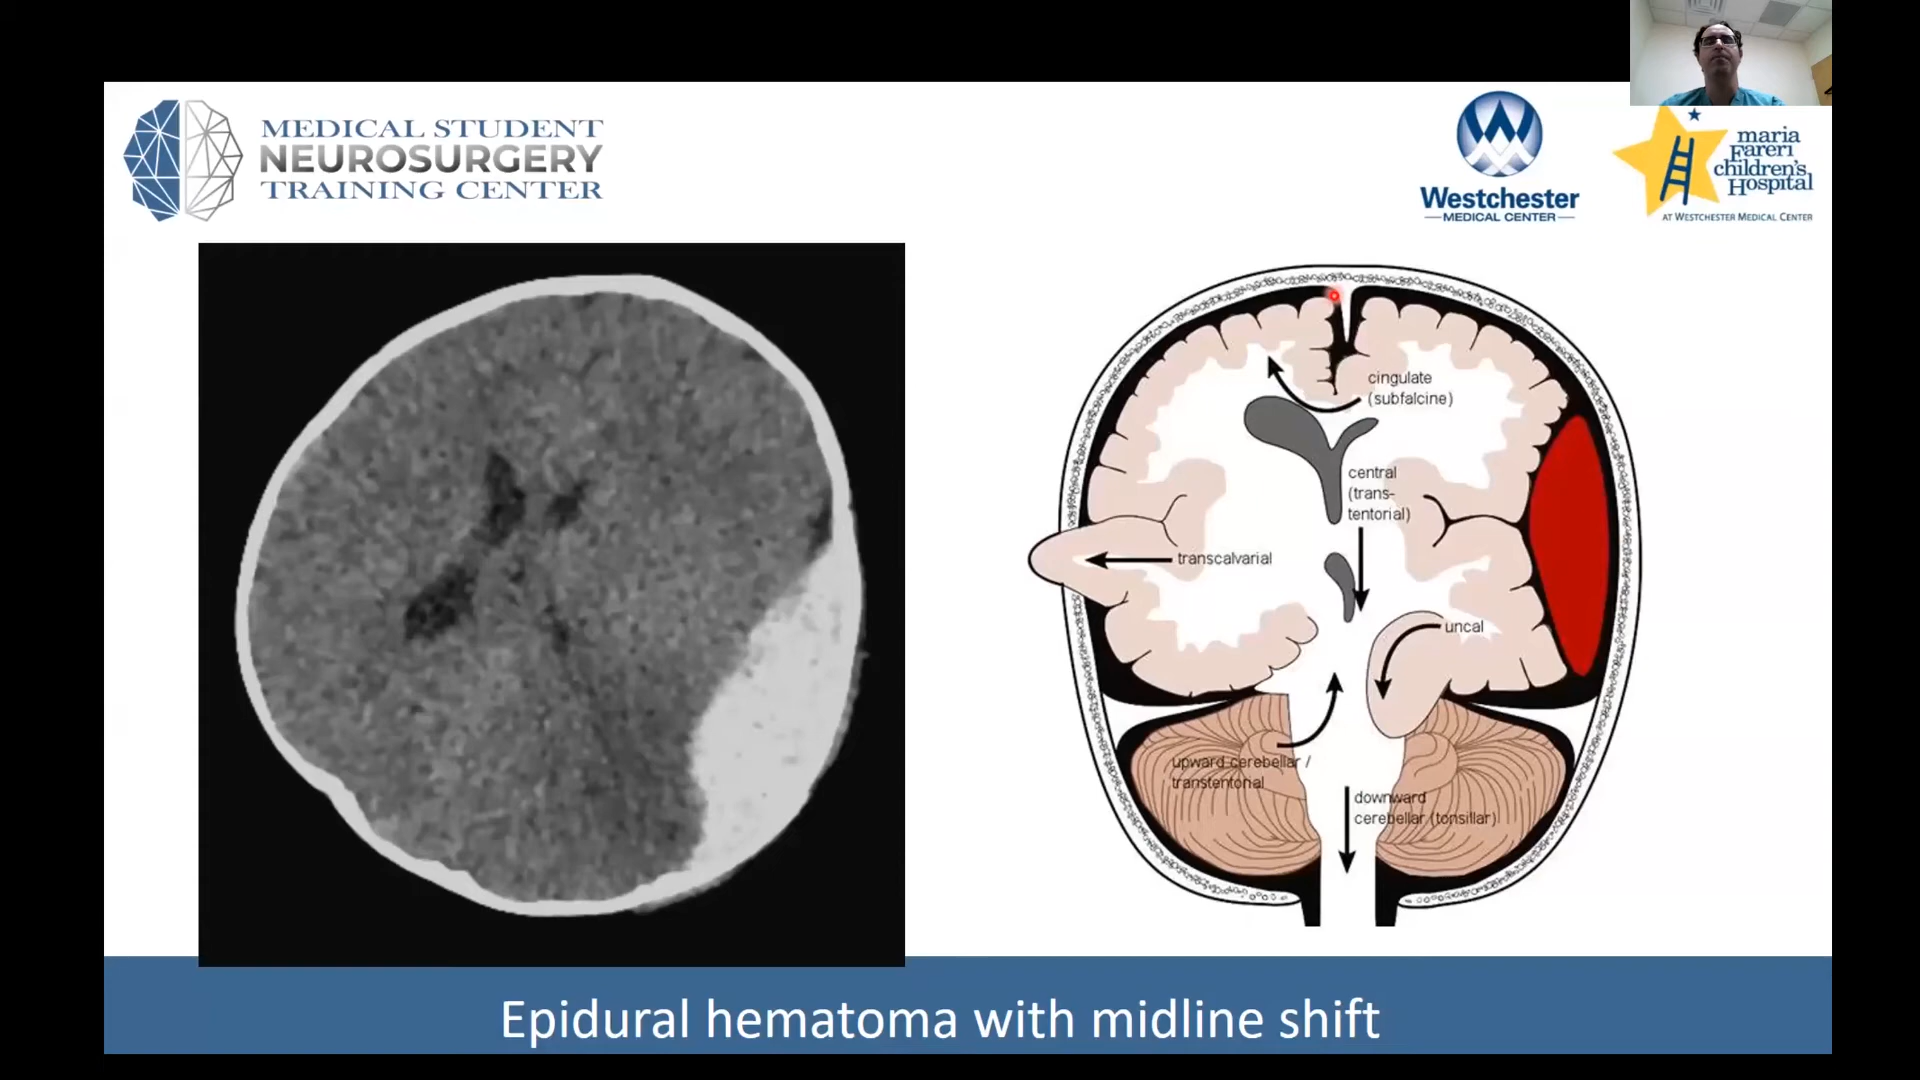 MEDICAL STUDENT
NEUROSURGERY
TRAINING CENTER
Westchester
MEDICAL CENTER
maria
Fareri
children's
Hospital
AT WESTCHESTER MEDICAL CENTER
cingulate
(subfalcine)
central
(trans-
tentorial)
transcalvarial
uncal
upward cerebellar /
transtentorial
downward
cerebellar (tonsillar)
Epidural hematoma with midline shift